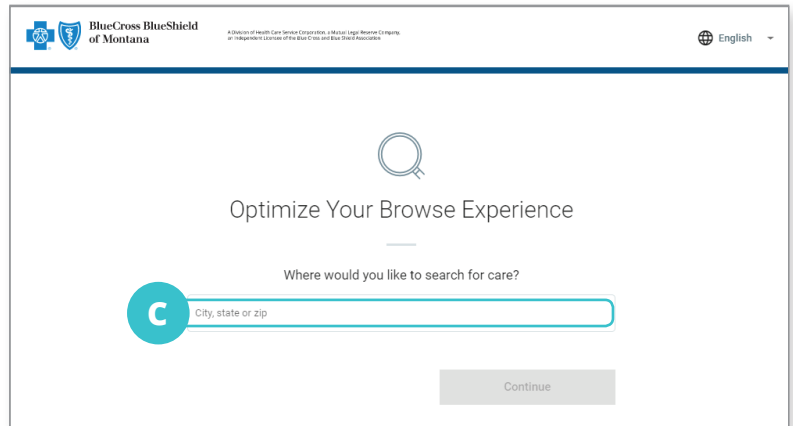 BlueCross BlueShield
of Montana
A Division of Health Care Service Corporation, a Mutual Legal Reserve Company,
an Independent Licensee of the Blue Cross and Blue Shield Association
English
Optimize Your Browse Experience
Where would you like to search for care?
C
City, state or zip
Continue